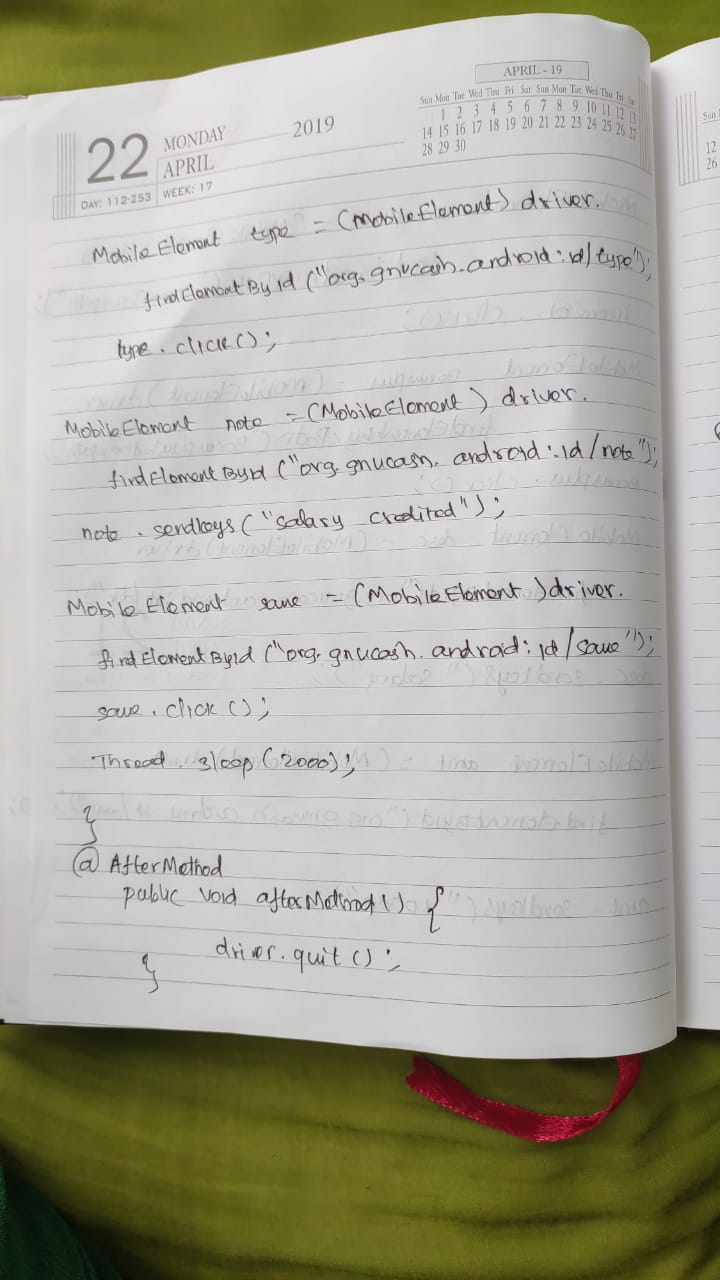 APRIL - 19
Sun Mon Tue Wed Thu Fri Sat Sun Mon Tue Wed Thu Fri Sa
1 2 3 4 5 6 7 8 9 10 11 12 13
14 15 16 17 18 19 20 21 22 23 24 25 26 27
28 29 30
22 MONDAY 2019
APRIL
DAY: 112-253 WEEK: 17
MobileElement type = (MobileElement) driver.
findElementById ("org.gnucash.android:id/type");
type.click();
MobileElement note = (MobileElement) driver.
findElementById ("org.gnucash.android:id/note");
note.sendkeys("salary credited");
MobileElement save = (MobileElement) driver.
findElementById ("org.gnucash.android:id/save");
save.click();
Thread.sleep(2000);
}
@AfterMethod
public void afterMethod() {
driver.quit();
}
Sun
12
26